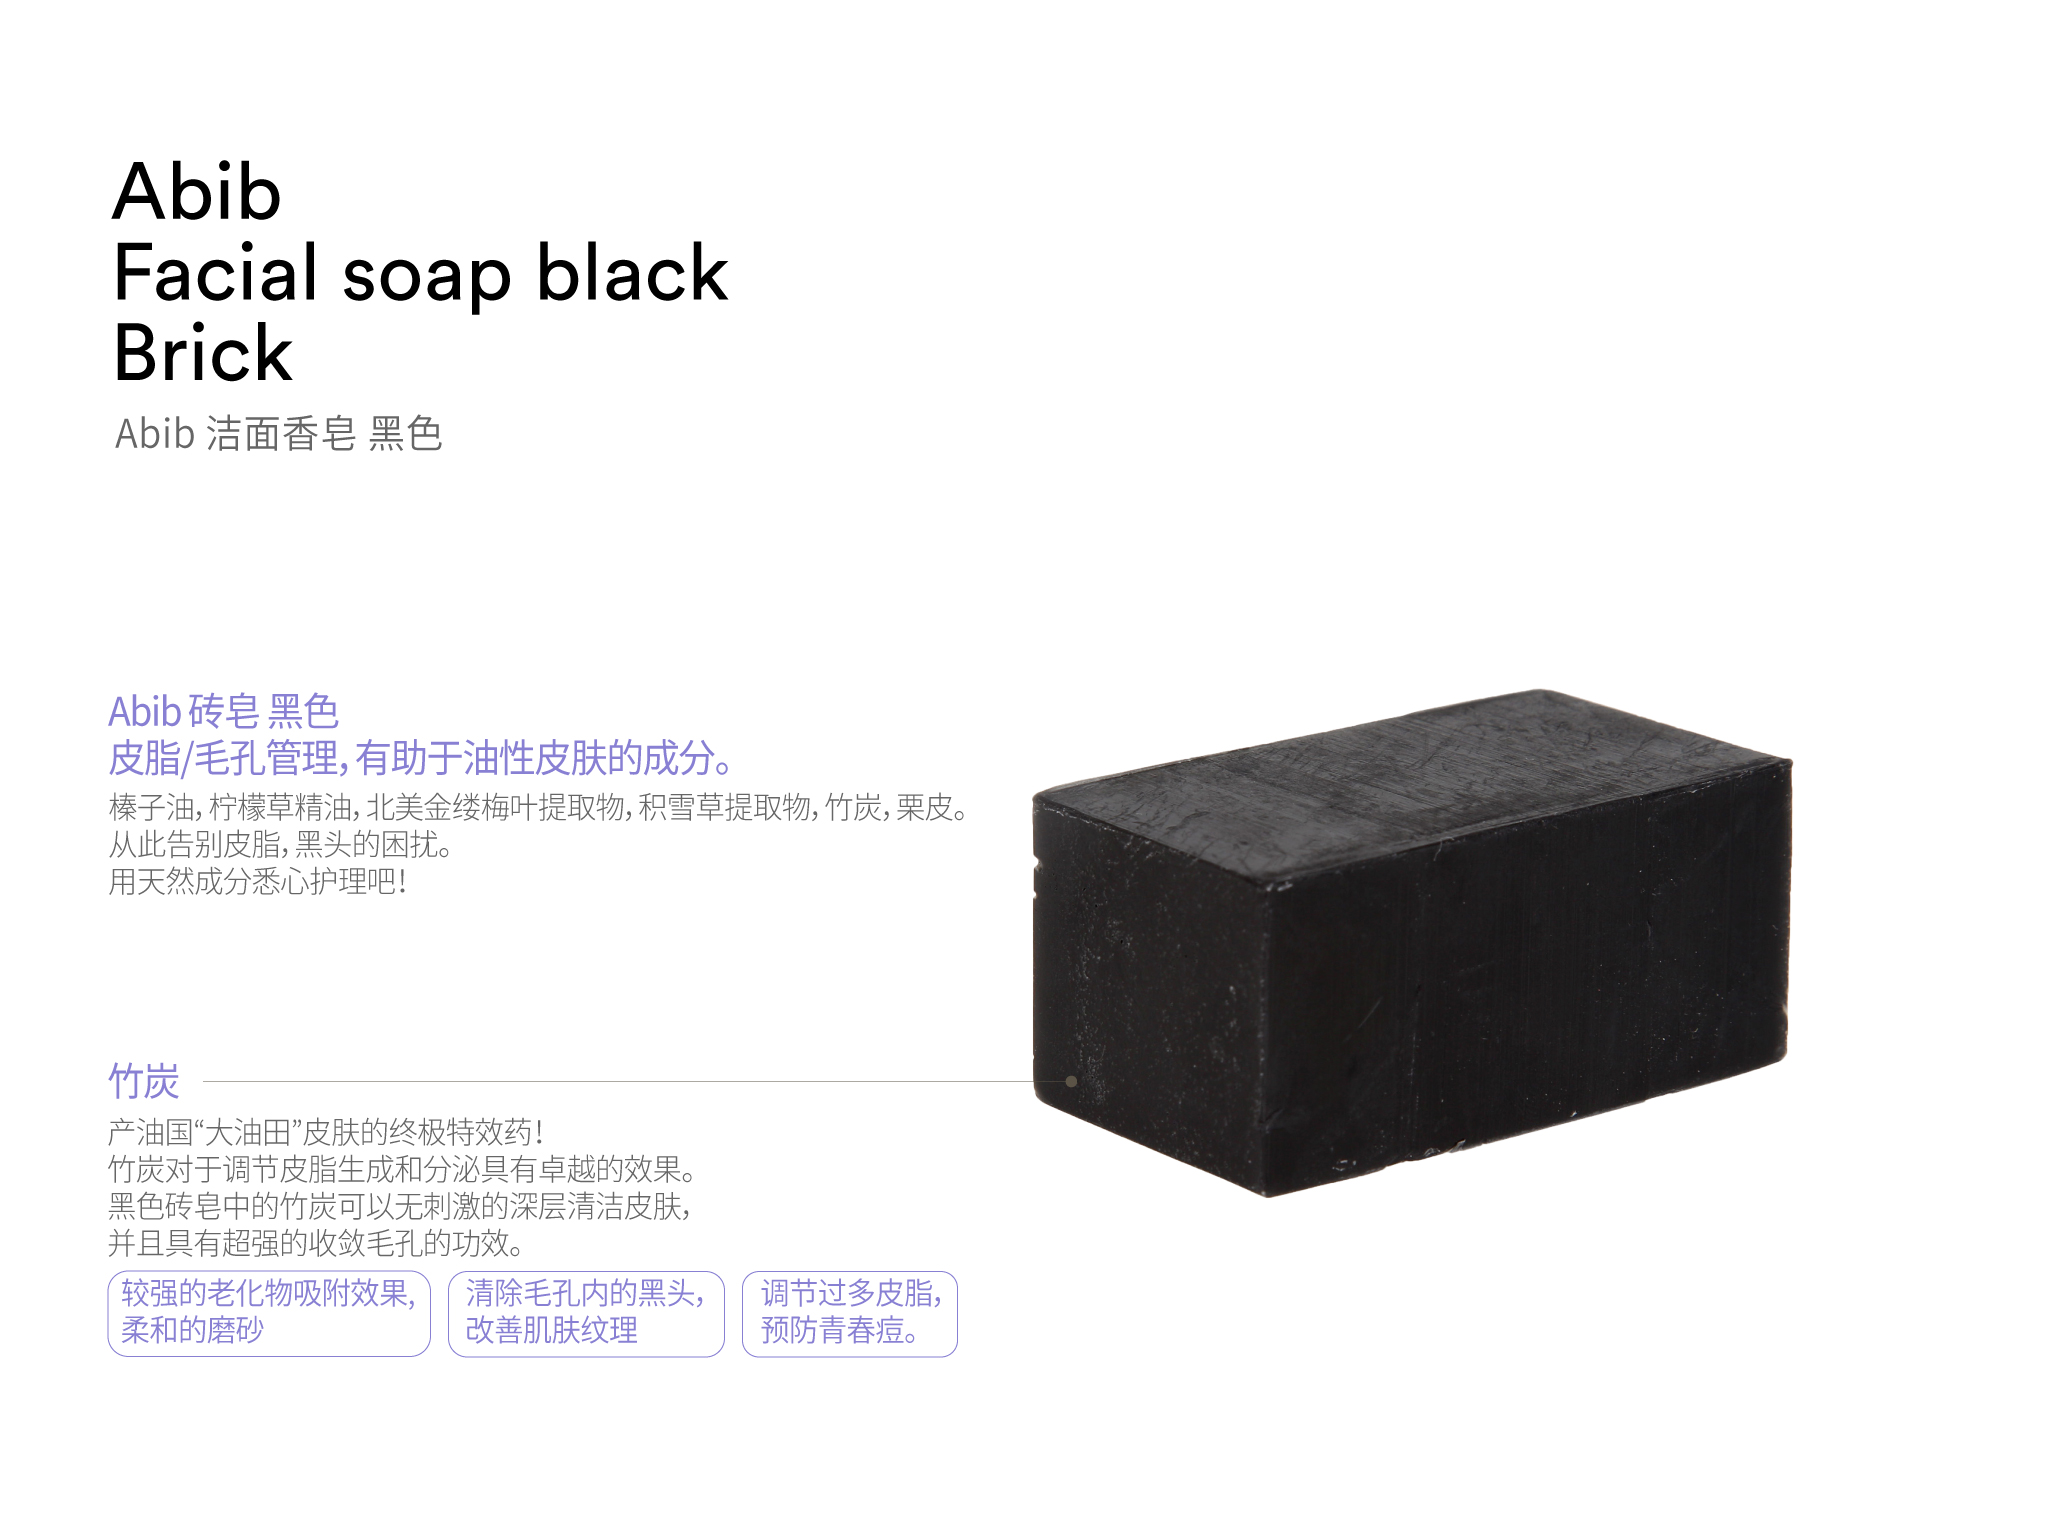 Abib
Facial soap black
Brick
Abib 洁面香皂 黑色
Abib 砖皂 黑色
皮脂/毛孔管理，有助于油性皮肤的成分。
榛子油，柠檬草精油，北美金缕梅叶提取物，积雪草提取物，竹炭，栗皮。
从此告别皮脂，黑头的困扰。
用天然成分悉心护理吧！
竹炭
产油国“大油田”皮肤的终极特效药！
竹炭对于调节皮脂生成和分泌具有卓越的效果。
黑色砖皂中的竹炭可以无刺激的深层清洁皮肤，
并且具有超强的收敛毛孔的功效。
较强的老化物吸附效果,
柔和的磨砂
清除毛孔内的黑头，
改善肌肤纹理
调节过多皮脂，
预防青春痘。